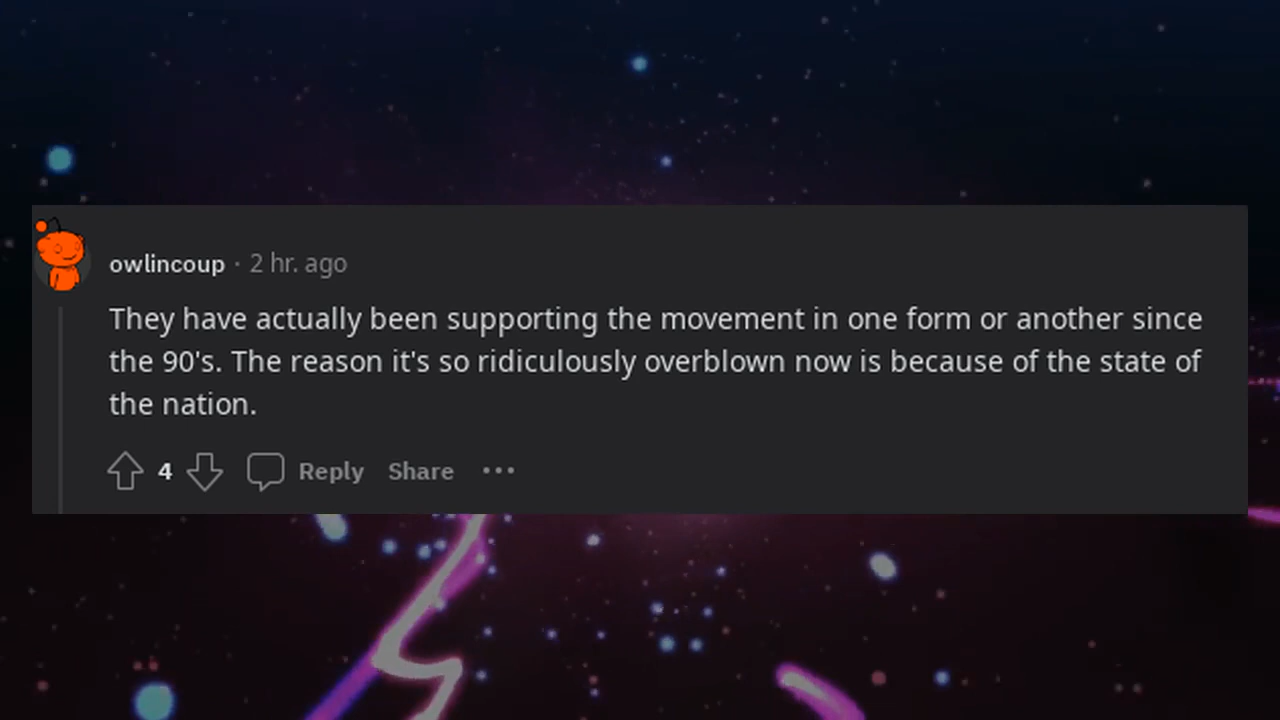 owlincoup · 2 hr. ago
They have actually been supporting the movement in one form or another since
the 90's. The reason it's so ridiculously overblown now is because of the state of
the nation.
4 Reply Share ···